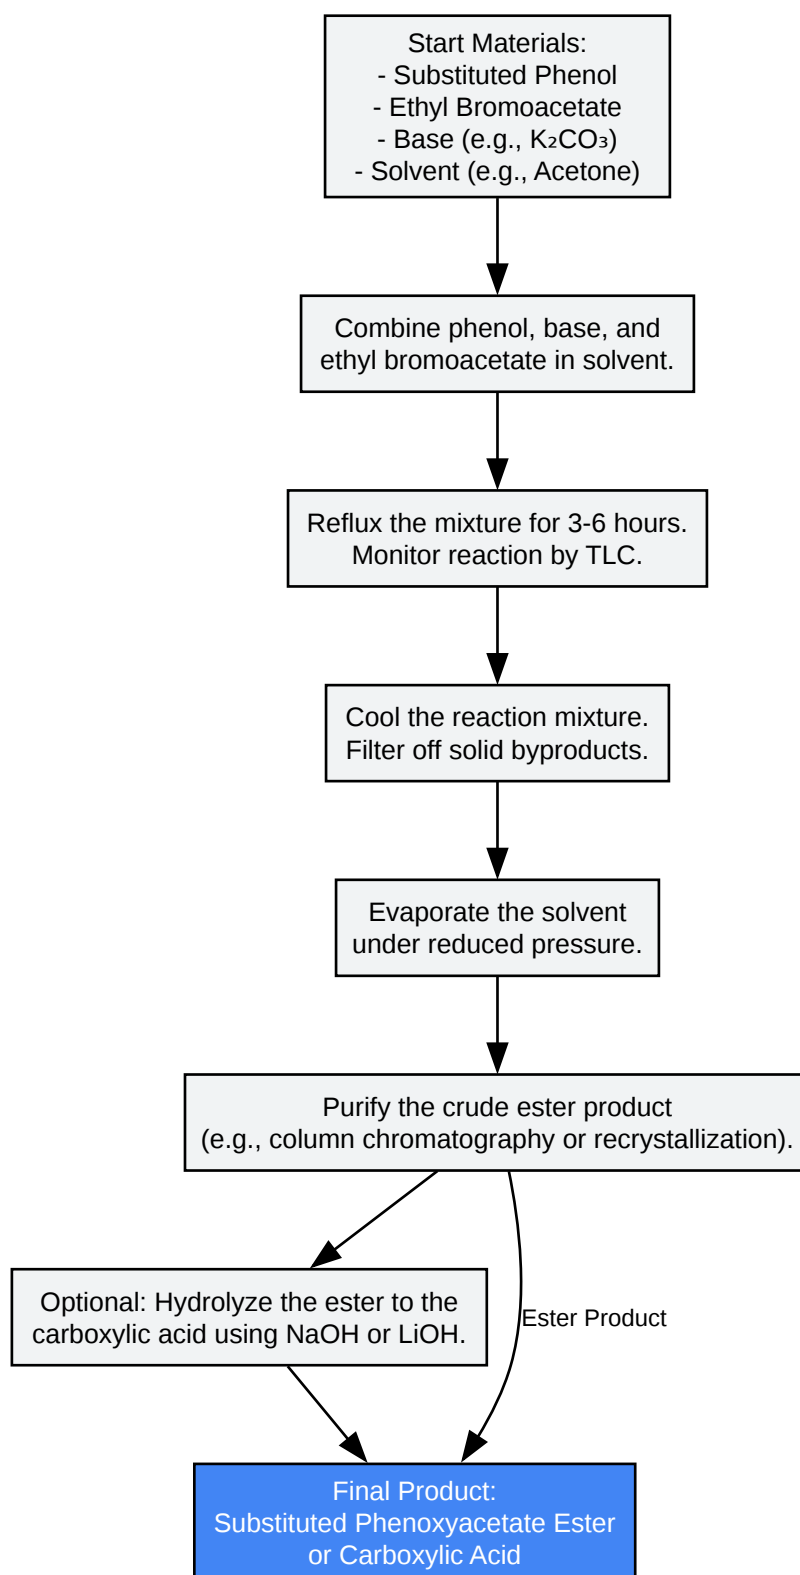 Start Materials:
- Substituted Phenol
- Ethyl Bromoacetate
- Base (e.g., K₂CO₃)
- Solvent (e.g., Acetone)
Combine phenol, base, and
ethyl bromoacetate in solvent.
Reflux the mixture for 3-6 hours.
Monitor reaction by TLC.
Cool the reaction mixture.
Filter off solid byproducts.
Evaporate the solvent
under reduced pressure.
Purify the crude ester product
(e.g., column chromatography or recrystallization).
Optional: Hydrolyze the ester to the
carboxylic acid using NaOH or LiOH.
Ester Product
Final Product:
Substituted Phenoxyacetate Ester
or Carboxylic Acid